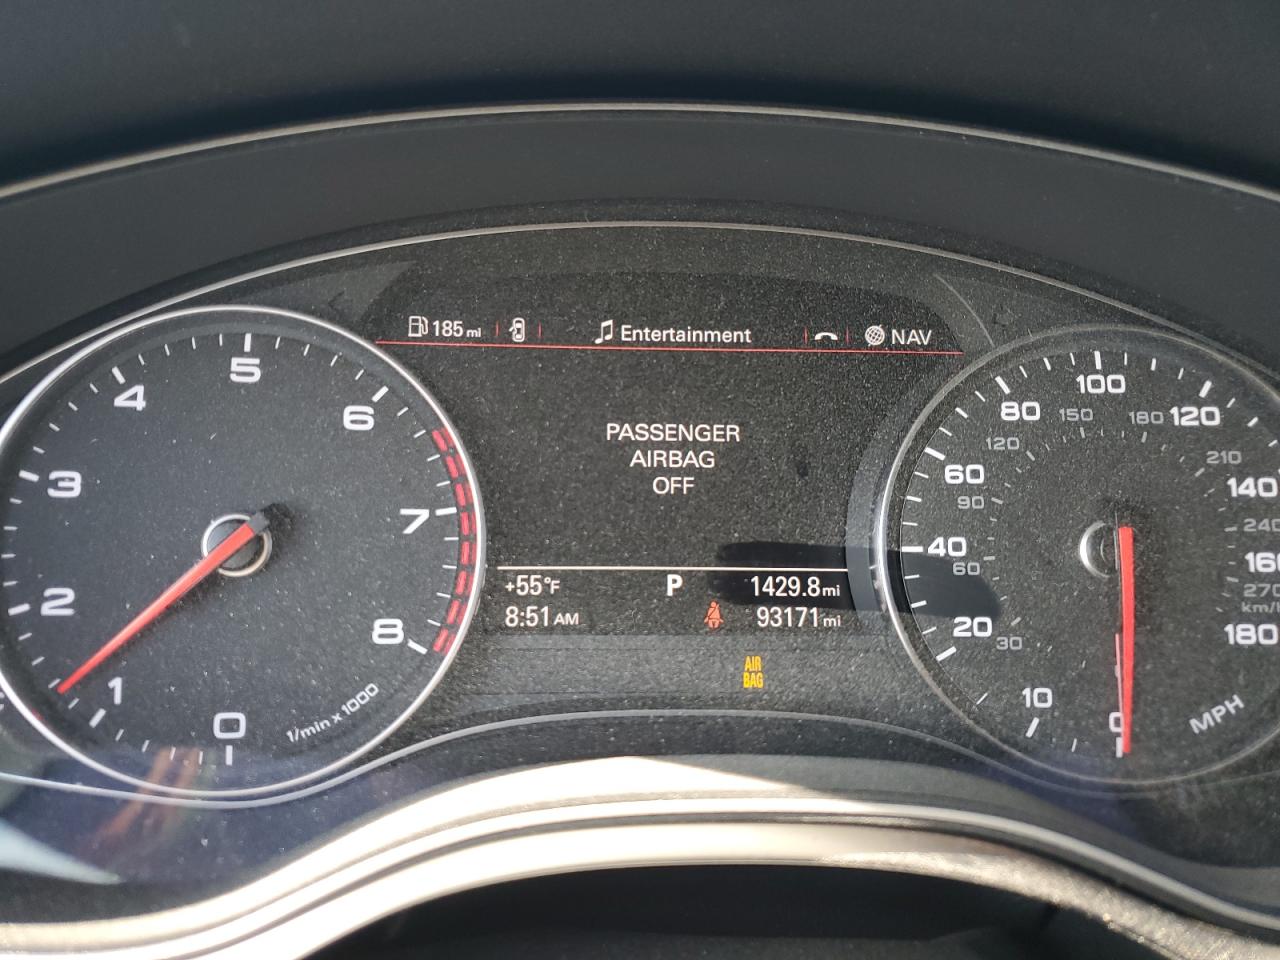 185 mi
Entertainment
NAV
PASSENGER
AIRBAG
OFF
+55°F
P
1429.8 mi
8:51 AM
93171 mi
AIR
BAG
0
1
2
3
4
5
6
7
8
1/min x 1000
0
10
20
40
60
80
100
120
140
160
180
30
60
90
120
150
180
210
240
270
km/h
MPH